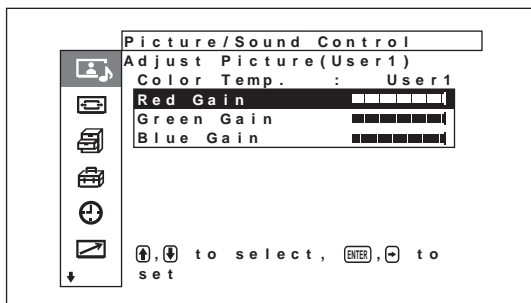 Picture/Sound Control
Adjust Picture(User1)
Color Temp. : User1
Red Gain
Green Gain
Blue Gain
, to select, ENTER, to
set